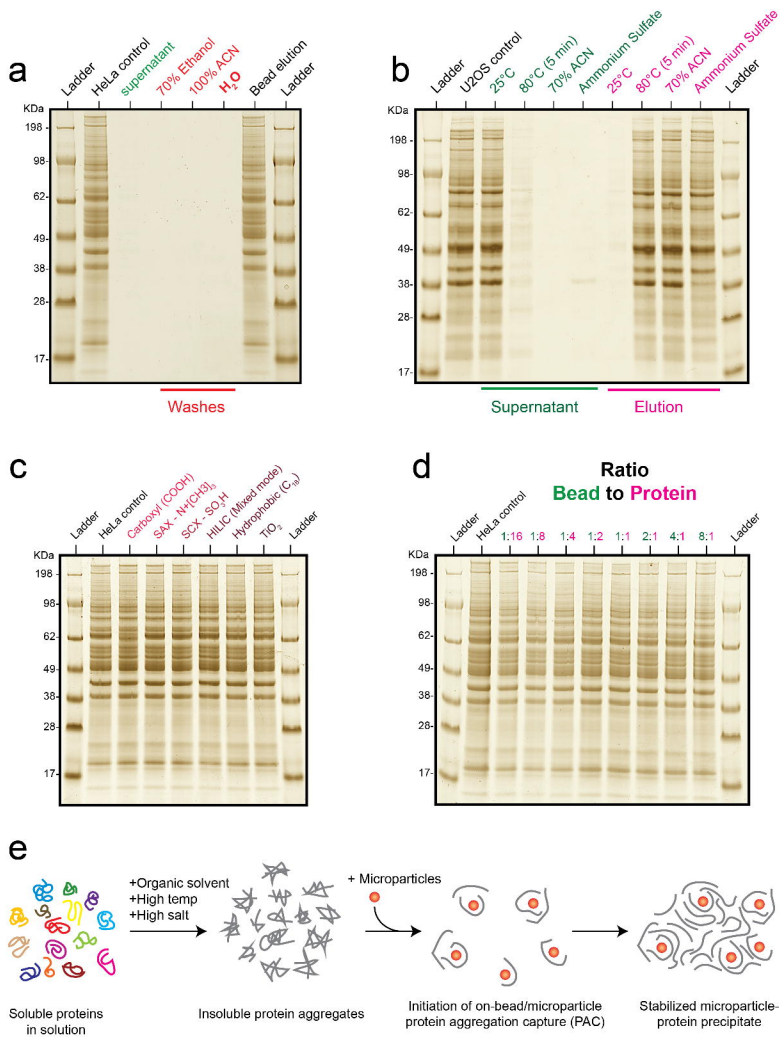 a
Ladder
HeLa control
supernatant
70% Ethanol
100% ACN
H2O
Bead elution
Ladder
KDa
198
98
62
49
38
28
17
Washes
b
Ladder
U2OS control
25°C
80°C (5 min)
70% ACN
Ammonium Sulfate
25°C
80°C (5 min)
70% ACN
Ammonium Sulfate
Ladder
KDa
198
98
62
49
38
28
17
Supernatant
Elution
c
Ladder
HeLa control
Carboxyl (COOH)
SAX - N+[CH3]3
SCX - SO3H
HILIC (Mixed mode)
Hydrophobic (C18)
TiO2
Ladder
KDa
198
98
62
49
38
28
17
d
Ratio
Bead to Protein
Ladder
HeLa control
1:16
1:8
1:4
1:2
1:1
2:1
4:1
8:1
Ladder
KDa
198
98
62
49
38
28
17
e
+Organic solvent
+High temp
+High salt
+ Microparticles
Soluble proteins
in solution
Insoluble protein aggregates
Initiation of on-bead/microparticle
protein aggregation capture (PAC)
Stabilized microparticle-
protein precipitate